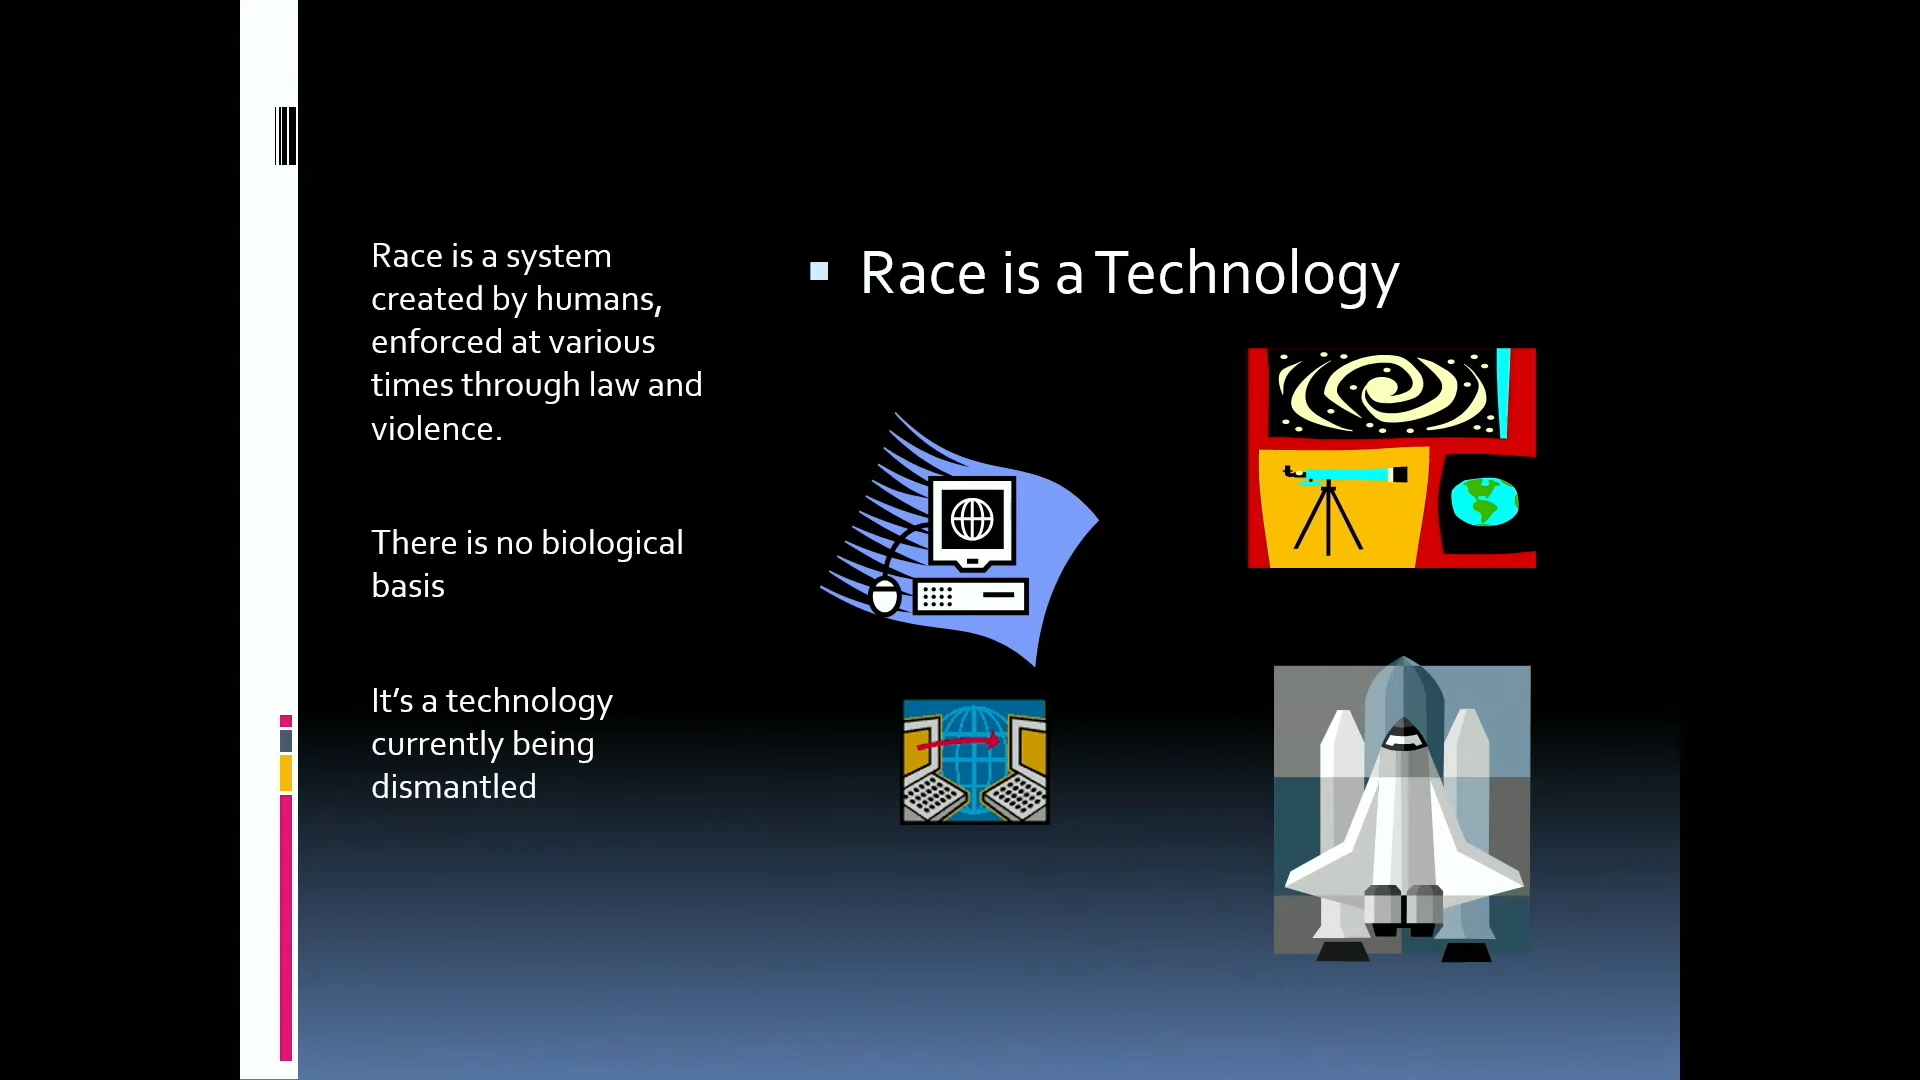 Race is a system
created by humans,
enforced at various
times through law and
violence.
There is no biological
basis
It’s a technology
currently being
dismantled
Race is a Technology